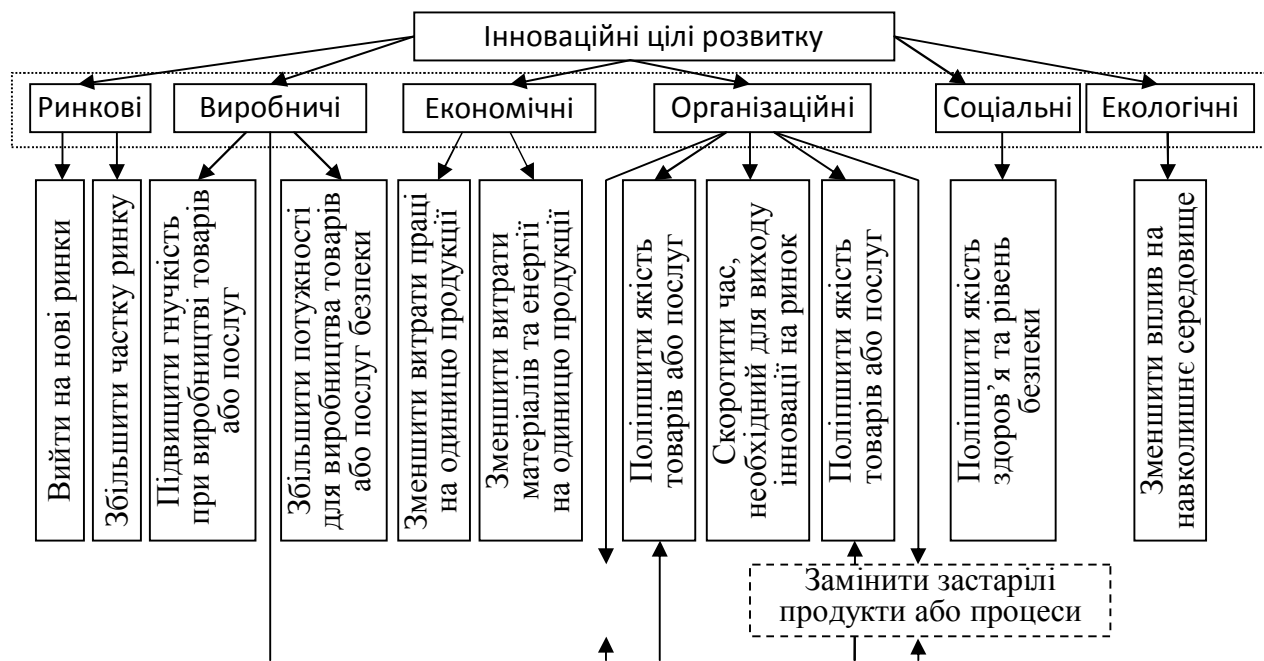 Інноваційні цілі розвитку
Ринкові
Виробничі
Економічні
Організаційні
Соціальні
Екологічні
Вийти на нові ринки
Збільшити частку ринку
Підвищити гнучкість
при виробництві товарів
або послуг
Збільшити потужності
для виробництва товарів
або послуг безпеки
Зменшити витрати праці
на одиницю продукції
Зменшити витрати
матеріалів та енергії
на одиницю продукції
Поліпшити якість
товарів або послуг
Скоротити час,
необхідний для виходу
інновації на ринок
Поліпшити якість
товарів або послуг
Поліпшити якість
здоров’я та рівень
безпеки
Зменшити вплив на
навколишнє середовище
Замінити застарілі
продукти або процеси